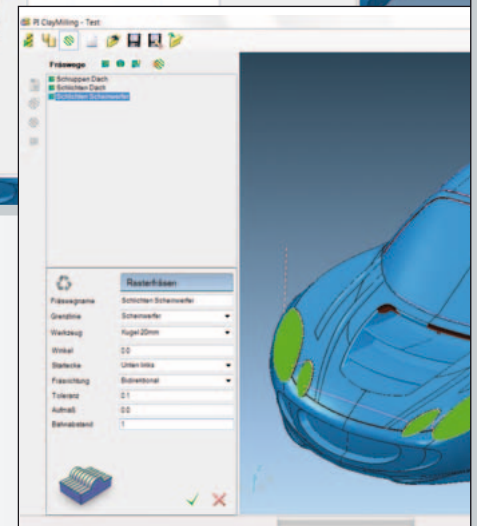 PI ClayMilling - Test
Fräswege
Schruppen Dach
Schlichten Dach
Schlichten Scheinwerfer
Rasterfräsen
Fräswegname Schlichten Scheinwerfer
Grenzlinie Scheinwerfer
Werkzeug Kugel 20mm
Winkel 0.0
Startecke Unten links
Fräsrichtung Bidirektional
Toleranz 0.1
Aufmaß 0.0
Bahnabstand 1